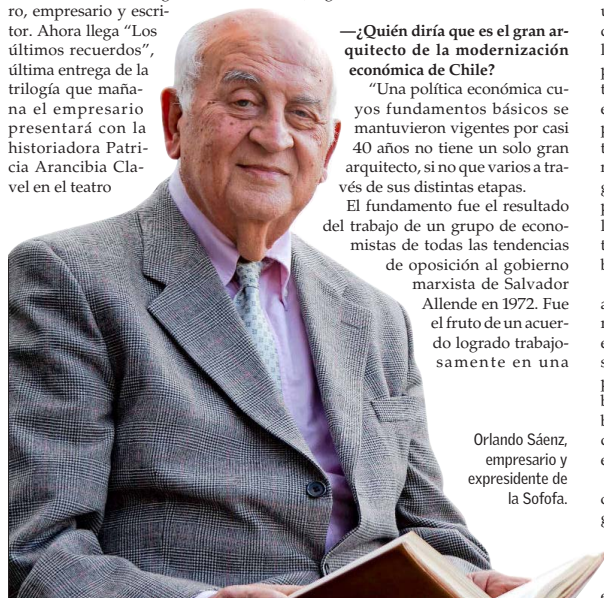 ro, empresario y escri-
tor. Ahora llega “Los
últimos recuerdos”,
última entrega de la
trilogía que maña-
na el empresario
presentará con la
historiadora Patri-
cia Arancibia Cla-
vel en el teatro
—¿Quién diría que es el gran ar-
quitecto de la modernización
económica de Chile?
“Una política económica cu-
yos fundamentos básicos se
mantuvieron vigentes por casi
40 años no tiene un solo gran
arquitecto, si no que varios a tra-
vés de sus distintas etapas.
El fundamento fue el resultado
del trabajo de un grupo de econo-
mistas de todas las tendencias
de oposición al gobierno
marxista de Salvador
Allende en 1972. Fue
el fruto de un acuer-
do logrado trabajo-
samente en una
Orlando Sáenz,
empresario y
expresidente de
la Sofofa.